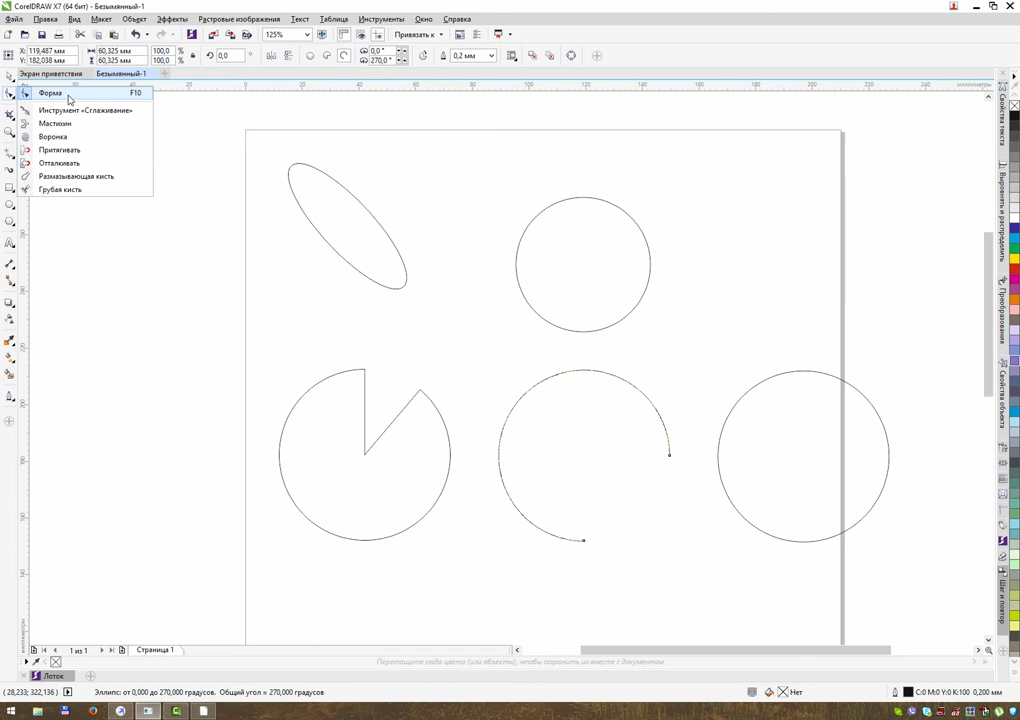 CorelDRAW X7 (64 бит) - Безымянный-1
Файл Правка Вид Макет Объект Эффекты Растровые изображения Текст Таблица Инструменты Окно Справка
125% Привязать к
X: 119,487 мм 60,325 мм 100,0 % 0,0 ° 0,0 ° 0,2 мм
Y: 182,038 мм 60,325 мм 100,0 % 270,0 °
Экран приветствия Безымянный-1
миллиметры
Форма F10
Инструмент «Сглаживание»
Мастихин
Воронка
Притягивать
Отталкивать
Размазывающая кисть
Грубая кисть
Свойства текста
Выровнять и распределить
Преобразования
Свойства объекта
Шаг и повтор
миллиметры
1 из 1 Страница 1
Перетащите сюда цвета (или объекты), чтобы сохранить их вместе с документом
Лоток
( 28,233; 322,136 ) Эллипс: от 0,000 до 270,000 градусов. Общий угол = 270,000 градусов Нет C:0 M:0 Y:0 K:100 0,200 мм